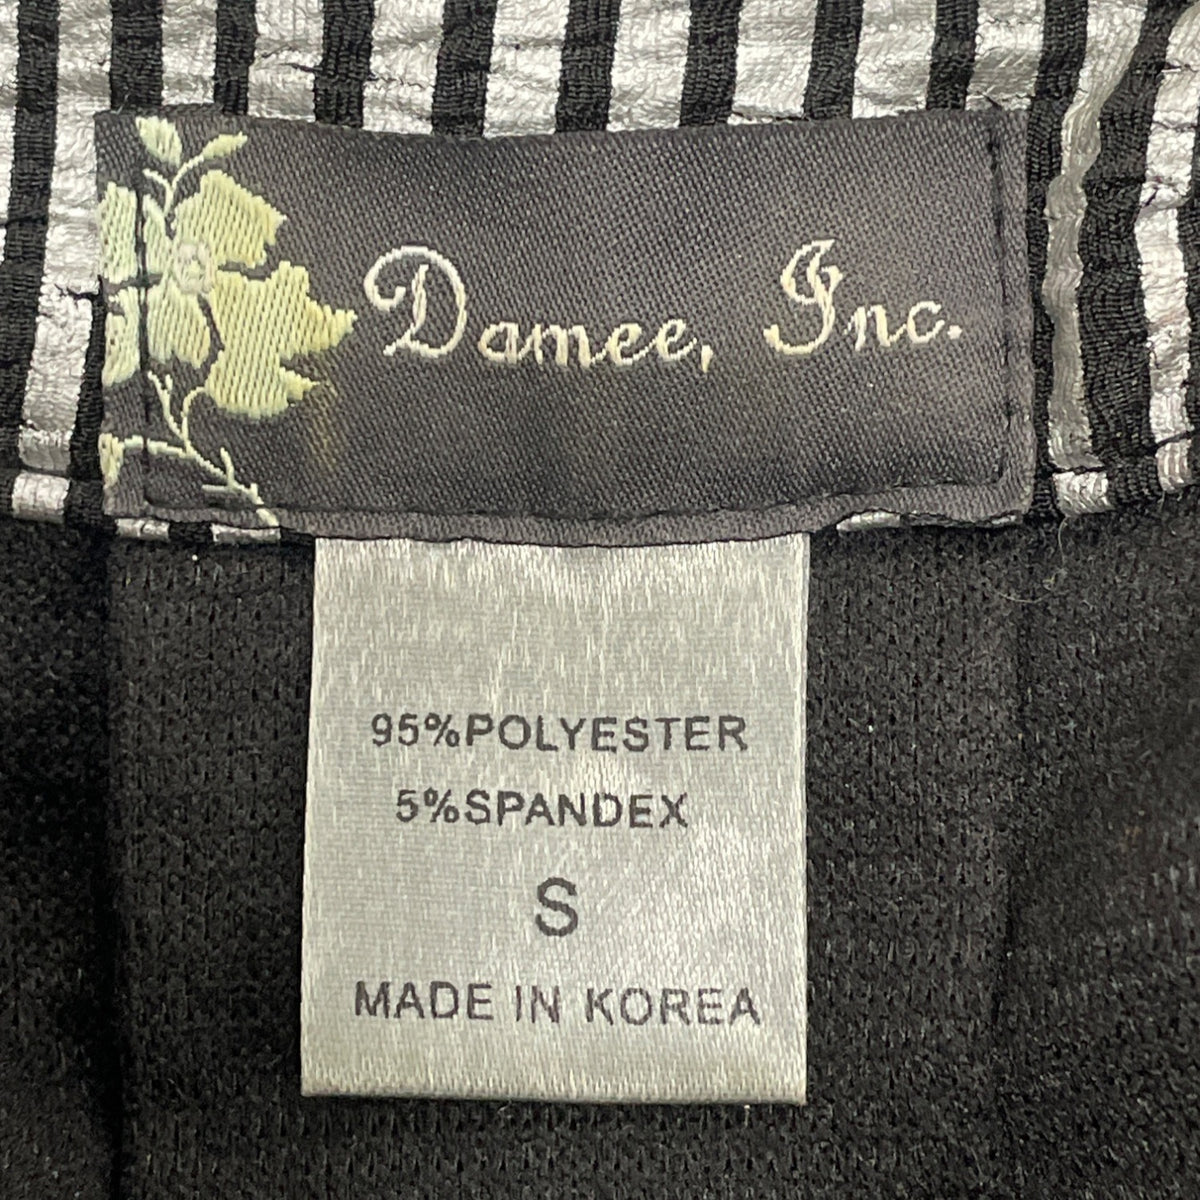 Damee, Inc.
95%POLYESTER
5%SPANDEX
S
MADE IN KOREA